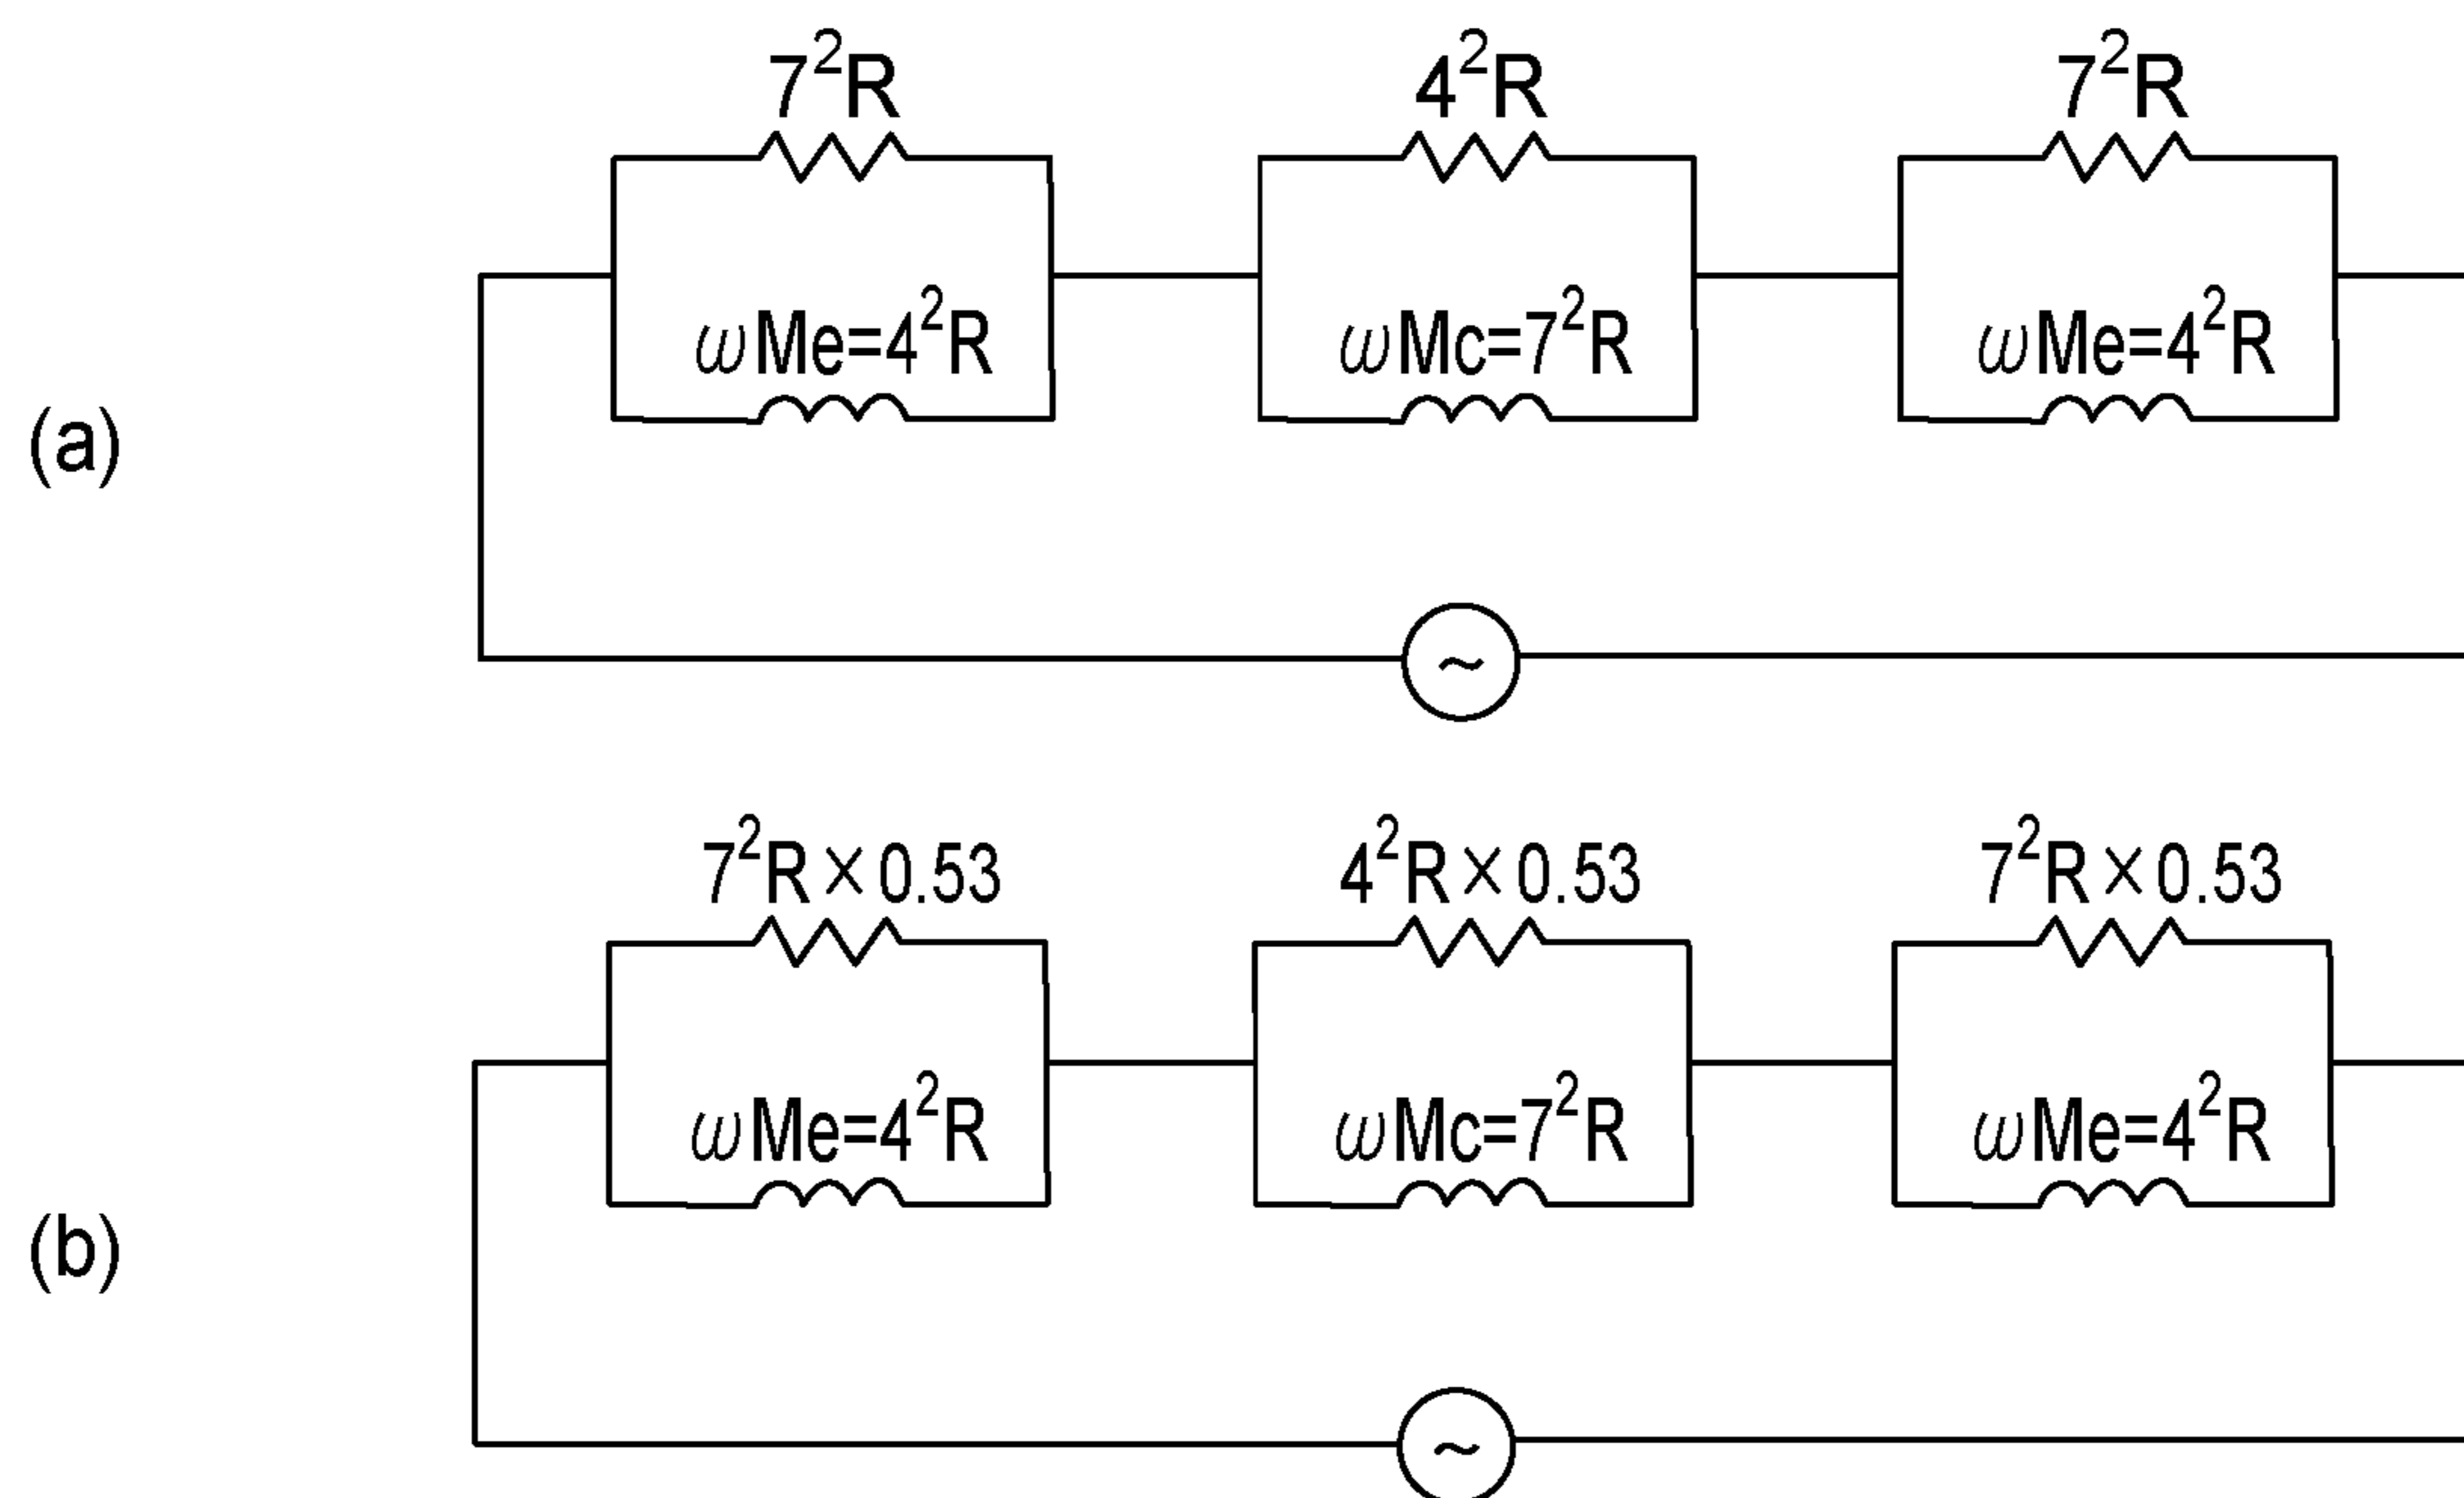 7²R 4²R 7²R
ωMe=4²R ωMc=7²R ωMe=4²R
(a)
~
7²R×0.53 4²R×0.53 7²R×0.53
ωMe=4²R ωMc=7²R ωMe=4²R
(b)
~